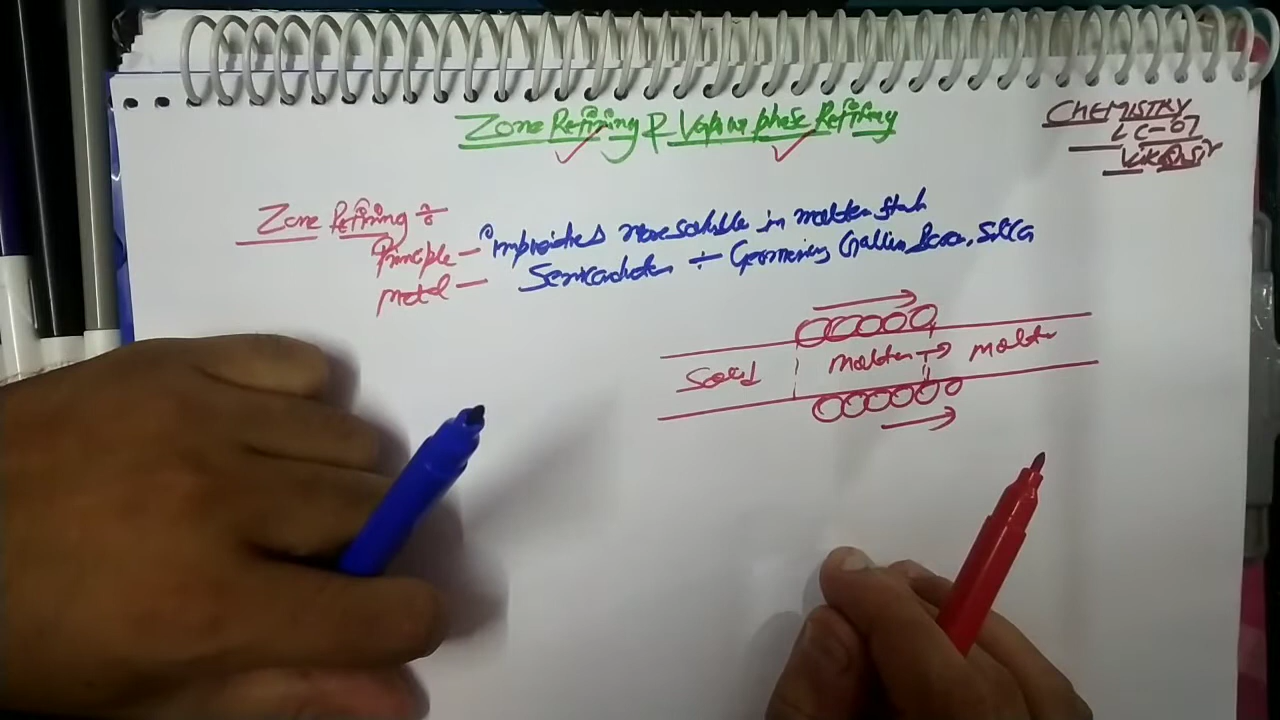 Zone Refining & Vapour phase Refining
CHEMISTRY
LC-07
Zone Refining ÷
Principle - impurities more soluble in molten state
metal - Semiconductor ÷ Germanium, Gallium, Boron, Silica
Solid molten → molten